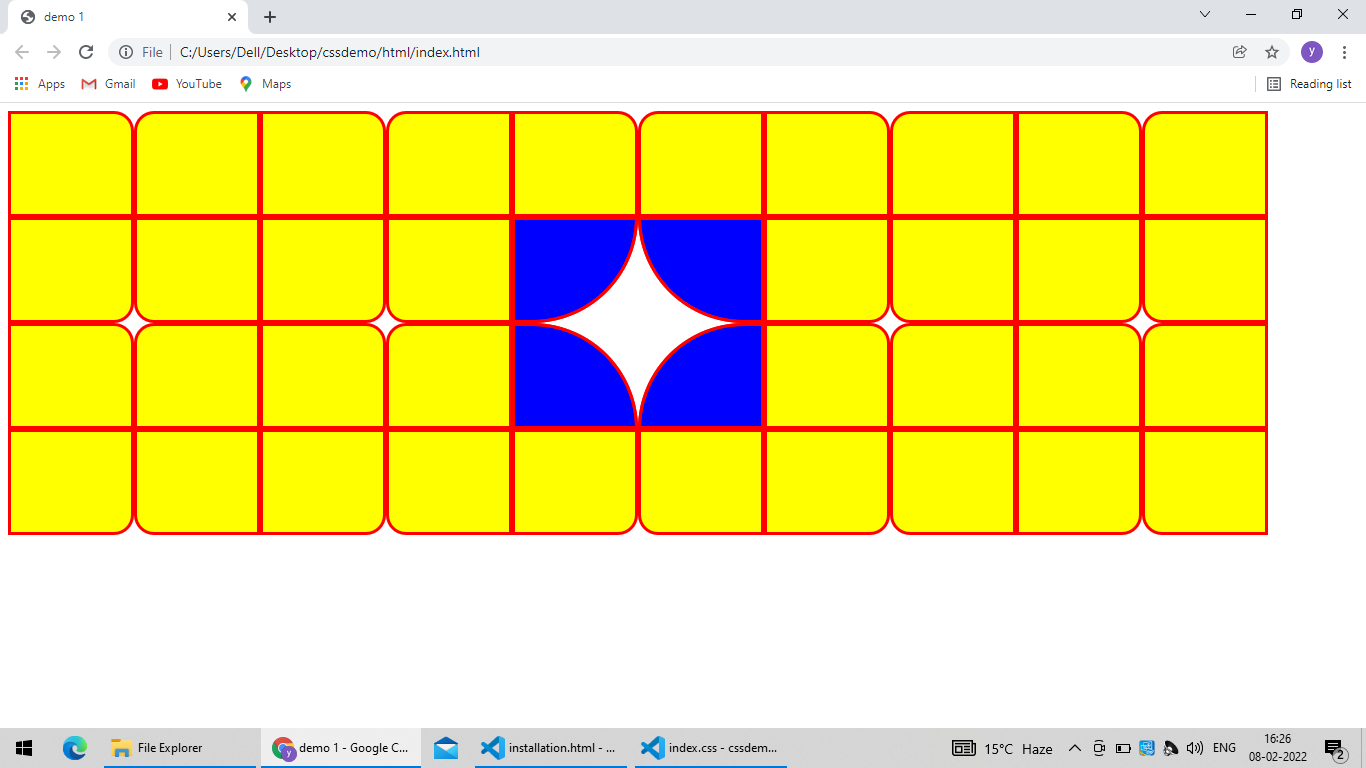 demo 1
File C:/Users/Dell/Desktop/cssdemo/html/index.html
y
Apps Gmail YouTube Maps Reading list
File Explorer
y
demo 1 - Google C...
installation.html - ...
index.css - cssdem...
15°C Haze
ENG
16:26
08-02-2022
2